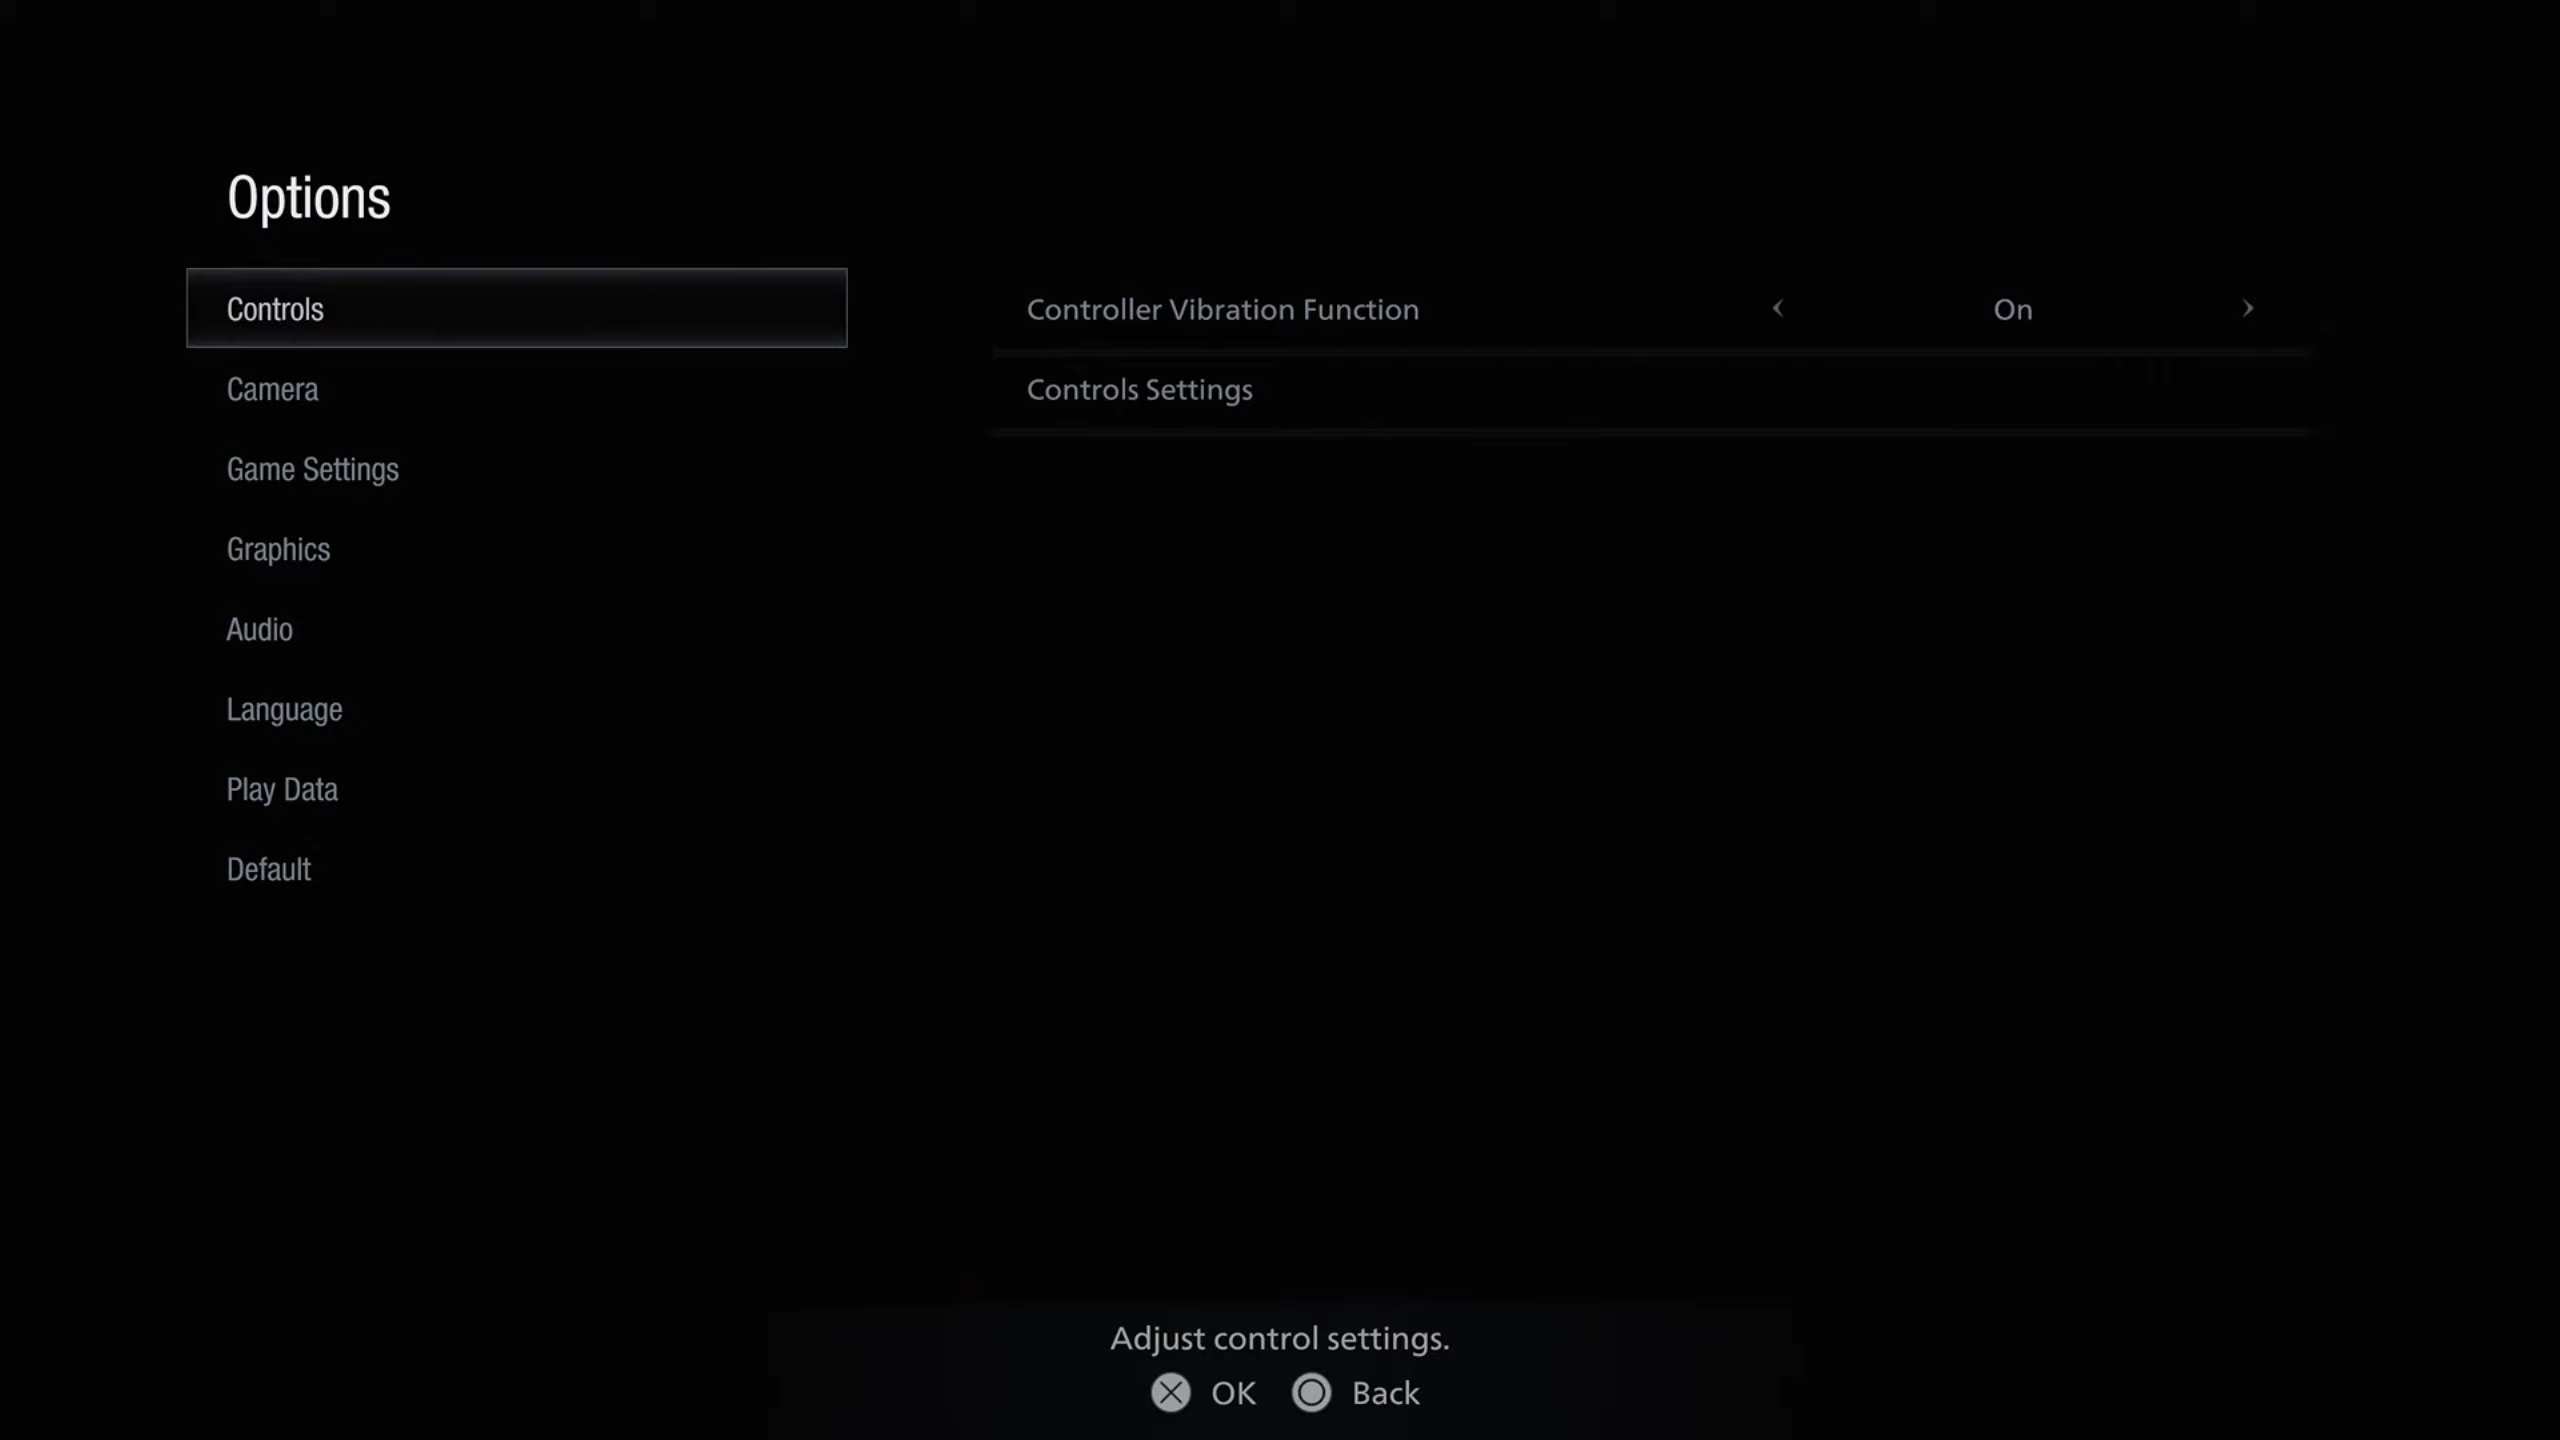 Options
Controls
Controller Vibration Function
On
Camera
Controls Settings
Game Settings
Graphics
Audio
Language
Play Data
Default
Adjust control settings.
OK Back